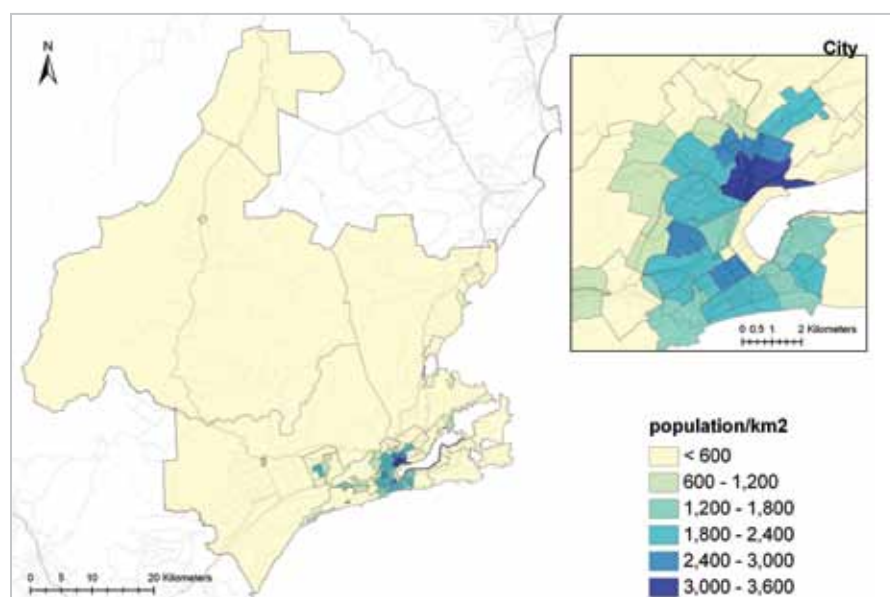 N
City
0 0.5 1 2 Kilometers
population/km2
< 600
600 - 1,200
1,200 - 1,800
1,800 - 2,400
2,400 - 3,000
3,000 - 3,600
0 5 10 20 Kilometers